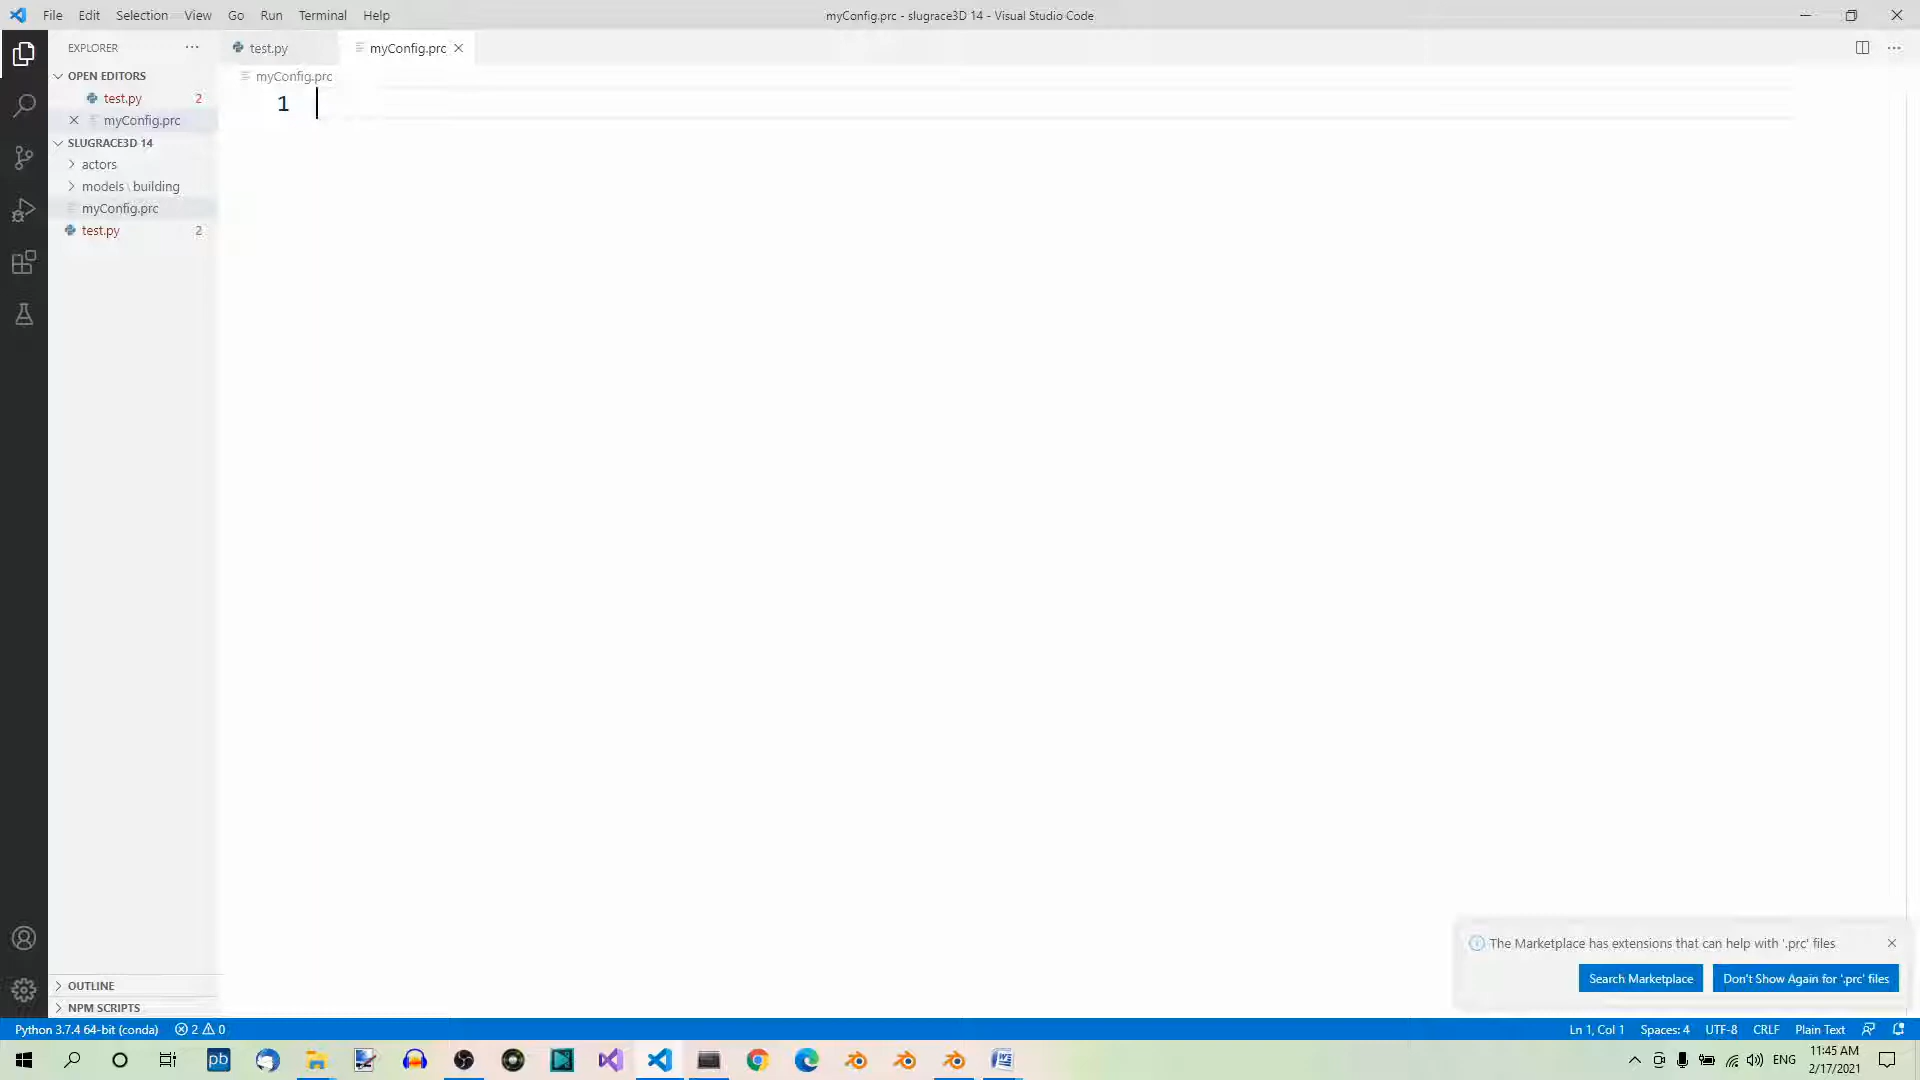 File Edit Selection View Go Run Terminal Help
myConfig.prc - slugrace3D 14 - Visual Studio Code
EXPLORER
test.py
myConfig.prc
OPEN EDITORS
test.py 2
myConfig.prc
SLUGRACE3D 14
actors
models building
myConfig.prc
test.py 2
myConfig.prc
1
The Marketplace has extensions that can help with '.prc' files
Search Marketplace
Don't Show Again for '.prc' files
OUTLINE
NPM SCRIPTS
Python 3.7.4 64-bit (conda) 2 0
Ln 1, Col 1 Spaces: 4 UTF-8 CRLF Plain Text
pb
ENG
11:45 AM
2/17/2021